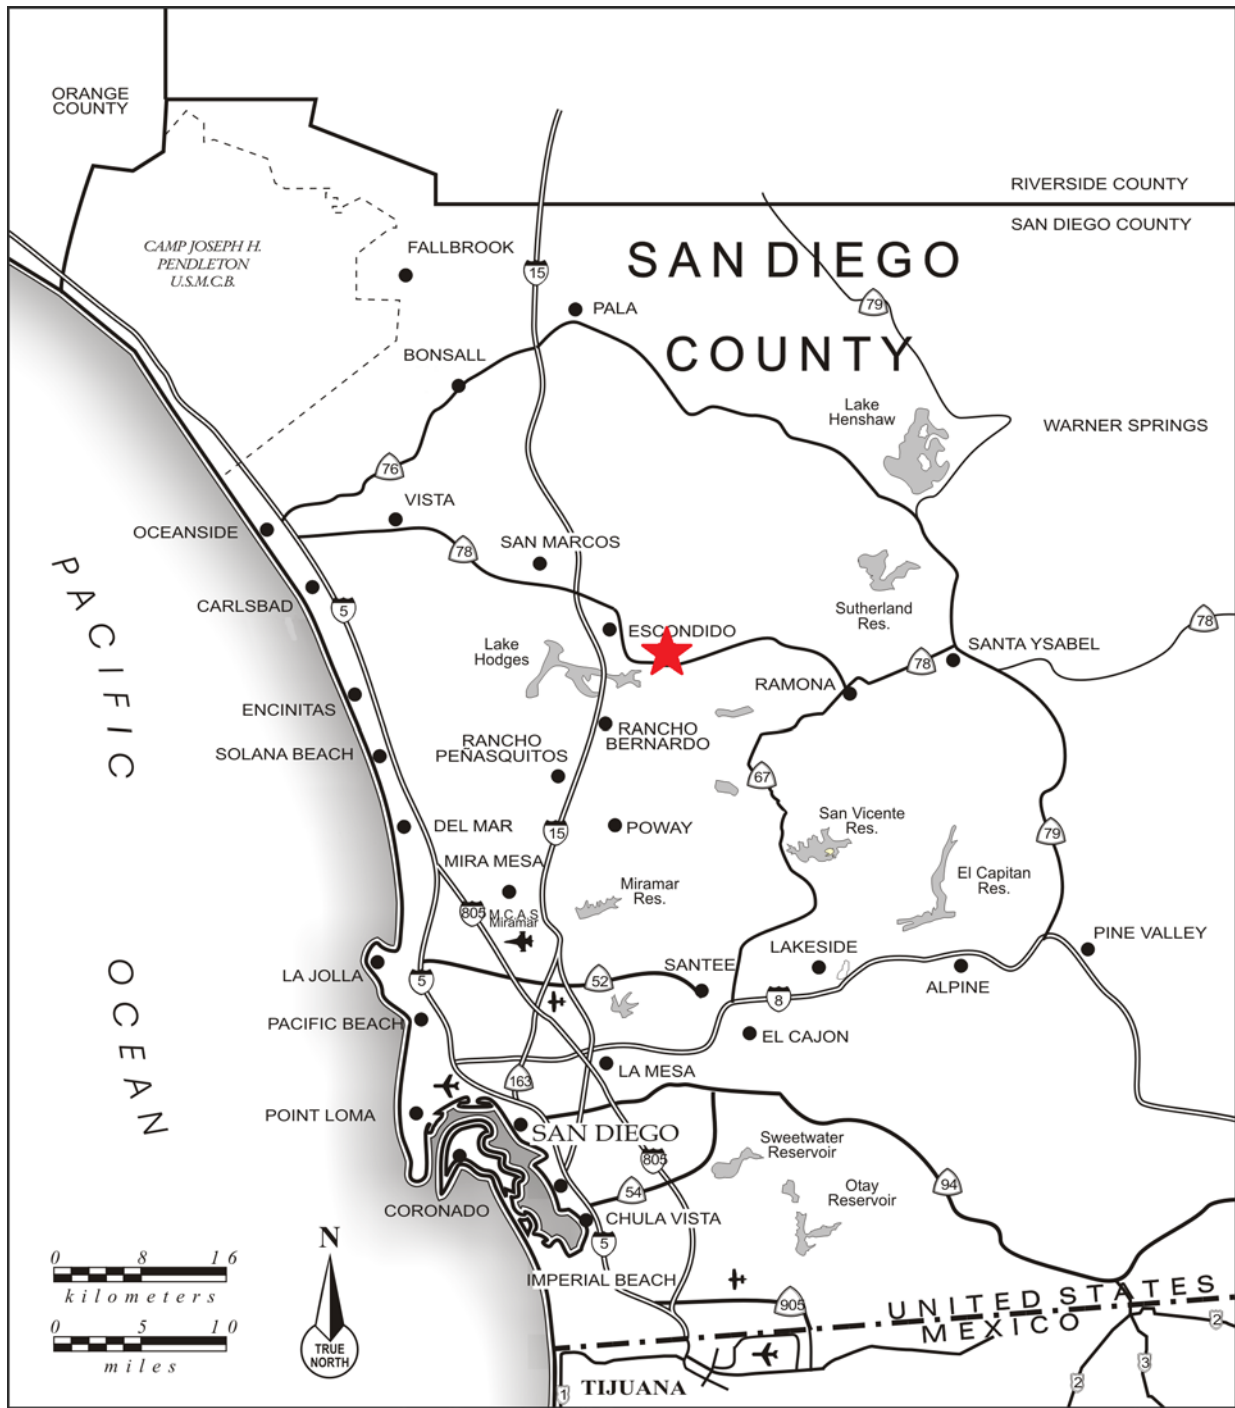 ORANGE
COUNTY
RIVERSIDE COUNTY
SAN DIEGO COUNTY
CAMP JOSEPH H.
PENDLETON
U.S.M.C.B.
FALLBROOK
SAN DIEGO
COUNTY
15
79
PALA
BONSALL
Lake
Henshaw
WARNER SPRINGS
76
VISTA
OCEANSIDE
78
SAN MARCOS
CARLSBAD
5
Sutherland
Res.
78
ESCONDIDO
Lake
Hodges
SANTA YSABEL
78
RAMONA
ENCINITAS
RANCHO
BERNARDO
SOLANA BEACH
RANCHO
PEÑASQUITOS
67
San Vicente
Res.
DEL MAR
15
POWAY
79
MIRA MESA
El Capitan
Res.
Miramar
Res.
805
M.C.A.S.
Miramar
PINE VALLEY
LAKESIDE
LA JOLLA
5
52
SANTEE
ALPINE
8
PACIFIC BEACH
EL CAJON
LA MESA
163
POINT LOMA
SAN DIEGO
Sweetwater
Reservoir
805
54
Otay
Reservoir
94
CORONADO
CHULA VISTA
5
IMPERIAL BEACH
905
UNITED STATES
MEXICO
2
3
2
1
TIJUANA
PACIFIC
OCEAN
0 8 16
kilometers
0 5 10
miles
N
TRUE
NORTH